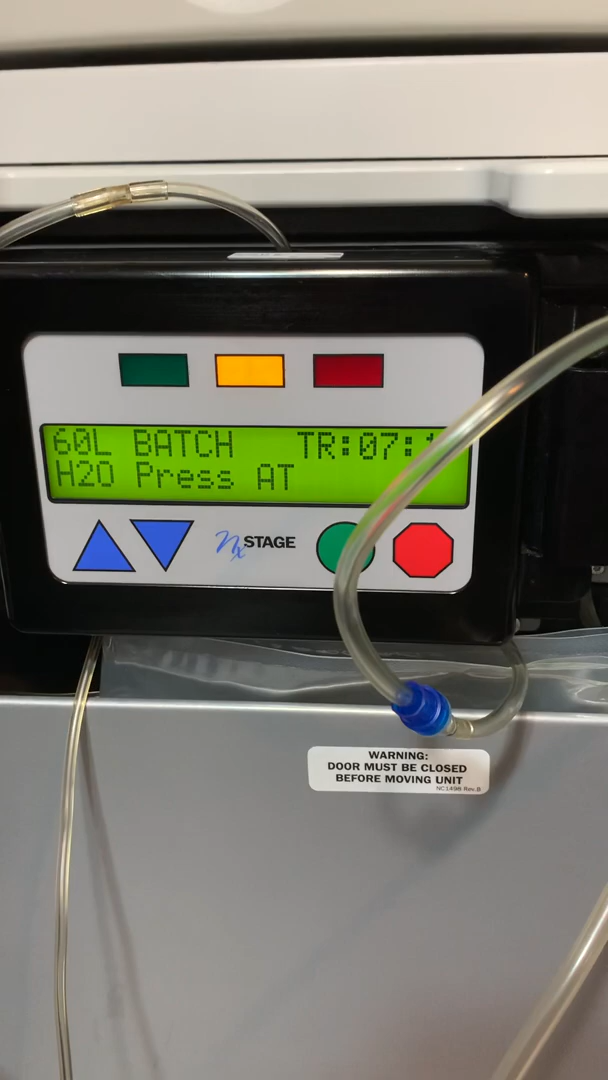 60L BATCH TR:07:
H2O Press AT
NxSTAGE
WARNING:
DOOR MUST BE CLOSED
BEFORE MOVING UNIT
NC1498 Rev.B